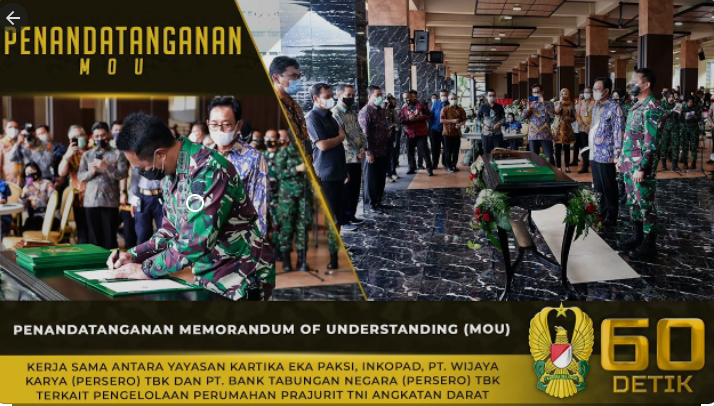 PENANDATANGANAN
MOU
PENANDATANGANAN MEMORANDUM OF UNDERSTANDING (MOU)
KERJA SAMA ANTARA YAYASAN KARTIKA EKA PAKSI, INKOPAD, PT. WIJAYA
KARYA (PERSERO) TBK DAN PT. BANK TABUNGAN NEGARA (PERSERO) TBK
TERKAIT PENGELOLAAN PERUMAHAN PRAJURIT TNI ANGKATAN DARAT
60
DETIK